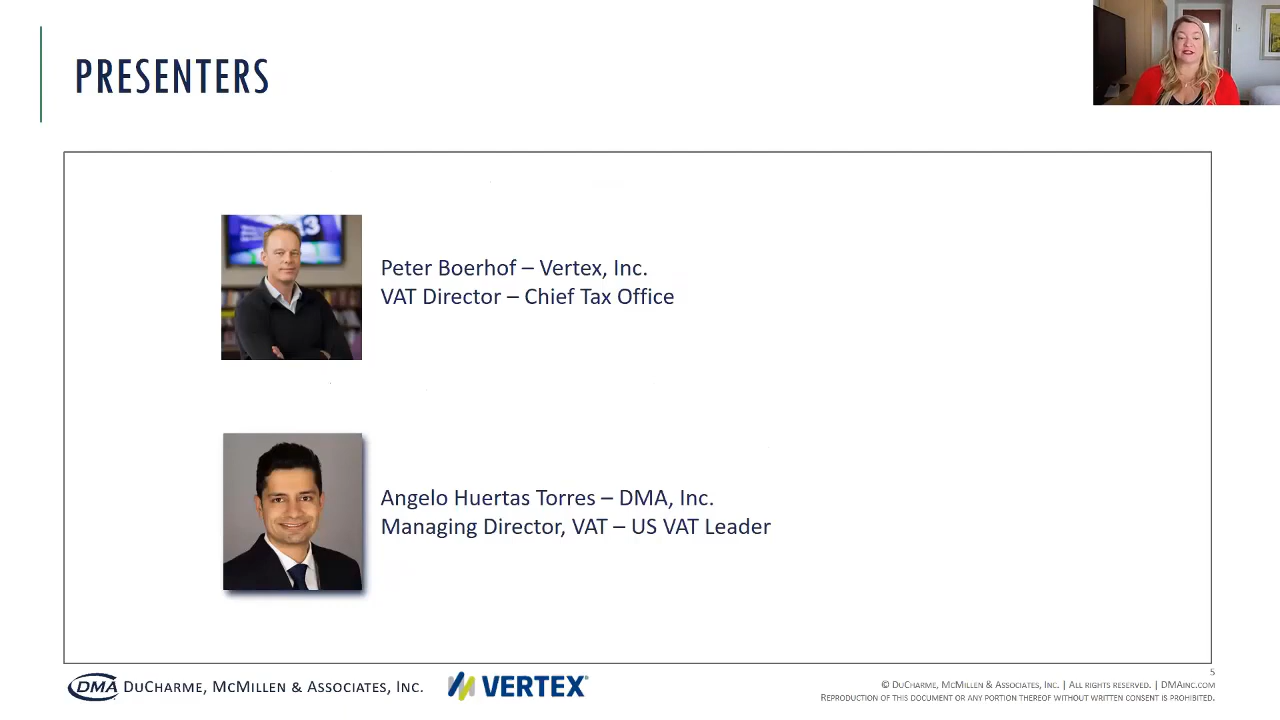 PRESENTERS
13
Peter Boerhof – Vertex, Inc.
VAT Director – Chief Tax Office
Angelo Huertas Torres – DMA, Inc.
Managing Director, VAT – US VAT Leader
5
DMA DuCharme, McMillen & Associates, Inc.
VERTEX®
© DuCharme, McMillen & Associates, Inc. | All rights reserved. | DMAinc.com
Reproduction of this document or any portion thereof without written consent is prohibited.